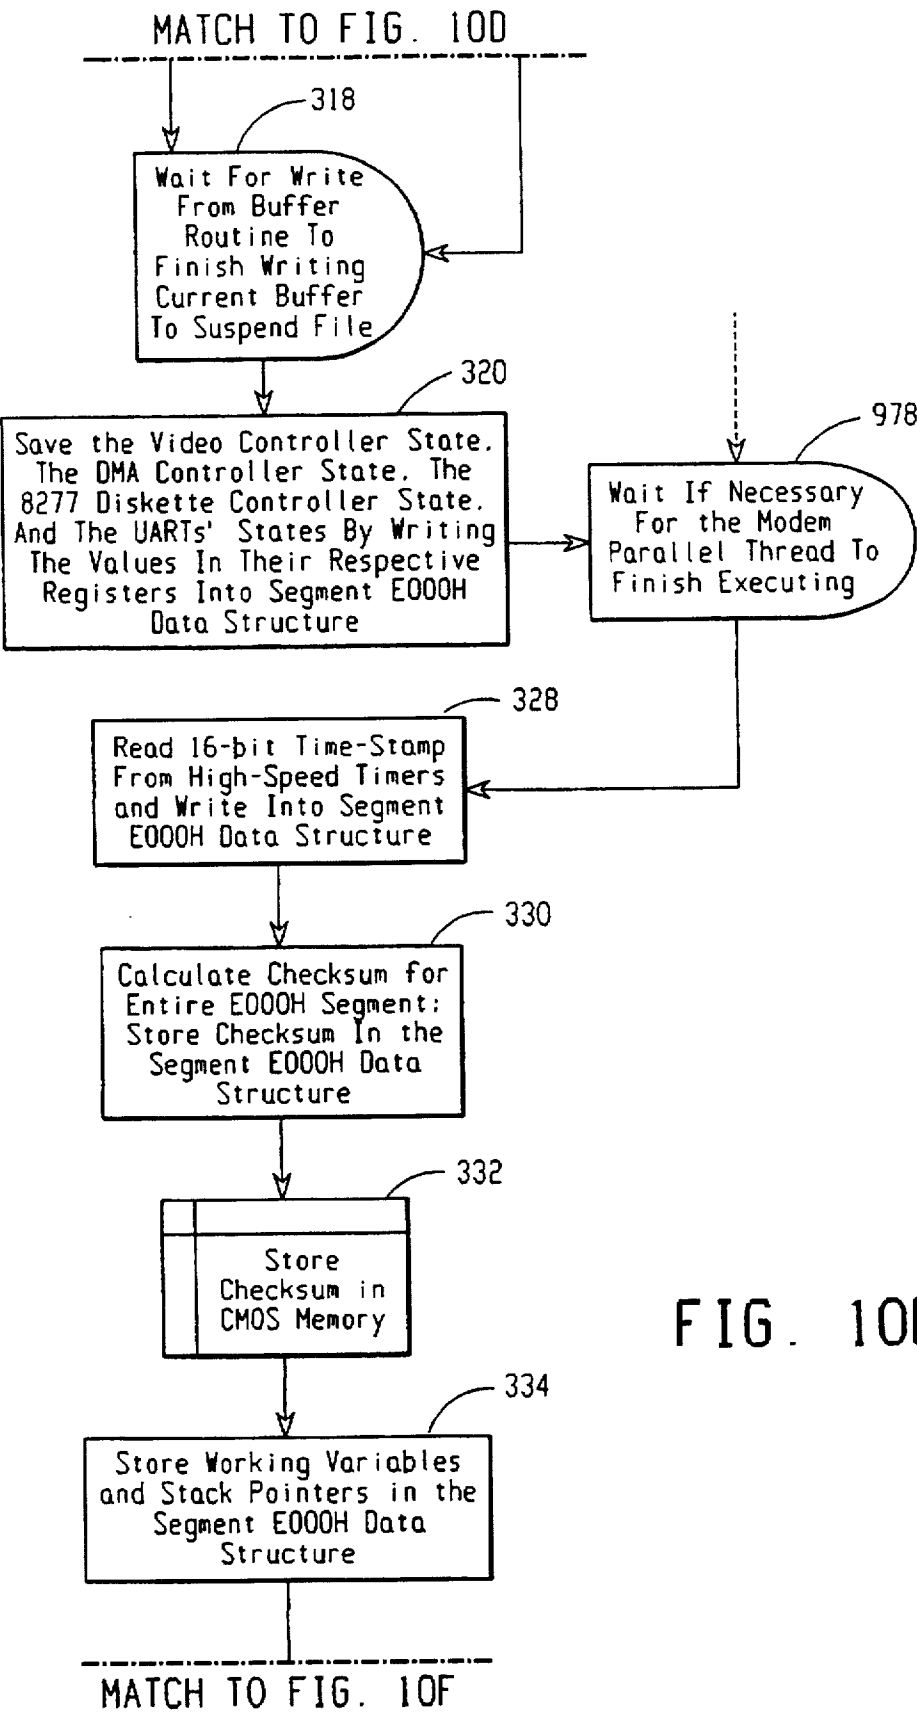 MATCH TO FIG. 10D
318
Wait For Write
From Buffer
Routine To
Finish Writing
Current Buffer
To Suspend File
320
Save the Video Controller State,
The DMA Controller State, The
8277 Diskette Controller State,
And The UARTs' States By Writing
The Values In Their Respective
Registers Into Segment E000H
Data Structure
978
Wait If Necessary
For the Modem
Parallel Thread To
Finish Executing
328
Read 16-bit Time-Stamp
From High-Speed Timers
and Write Into Segment
E000H Data Structure
330
Calculate Checksum for
Entire E000H Segment;
Store Checksum In the
Segment E000H Data
Structure
332
Store
Checksum in
CMOS Memory
FIG. 10
334
Store Working Variables
and Stack Pointers in the
Segment E000H Data
Structure
MATCH TO FIG. 10F